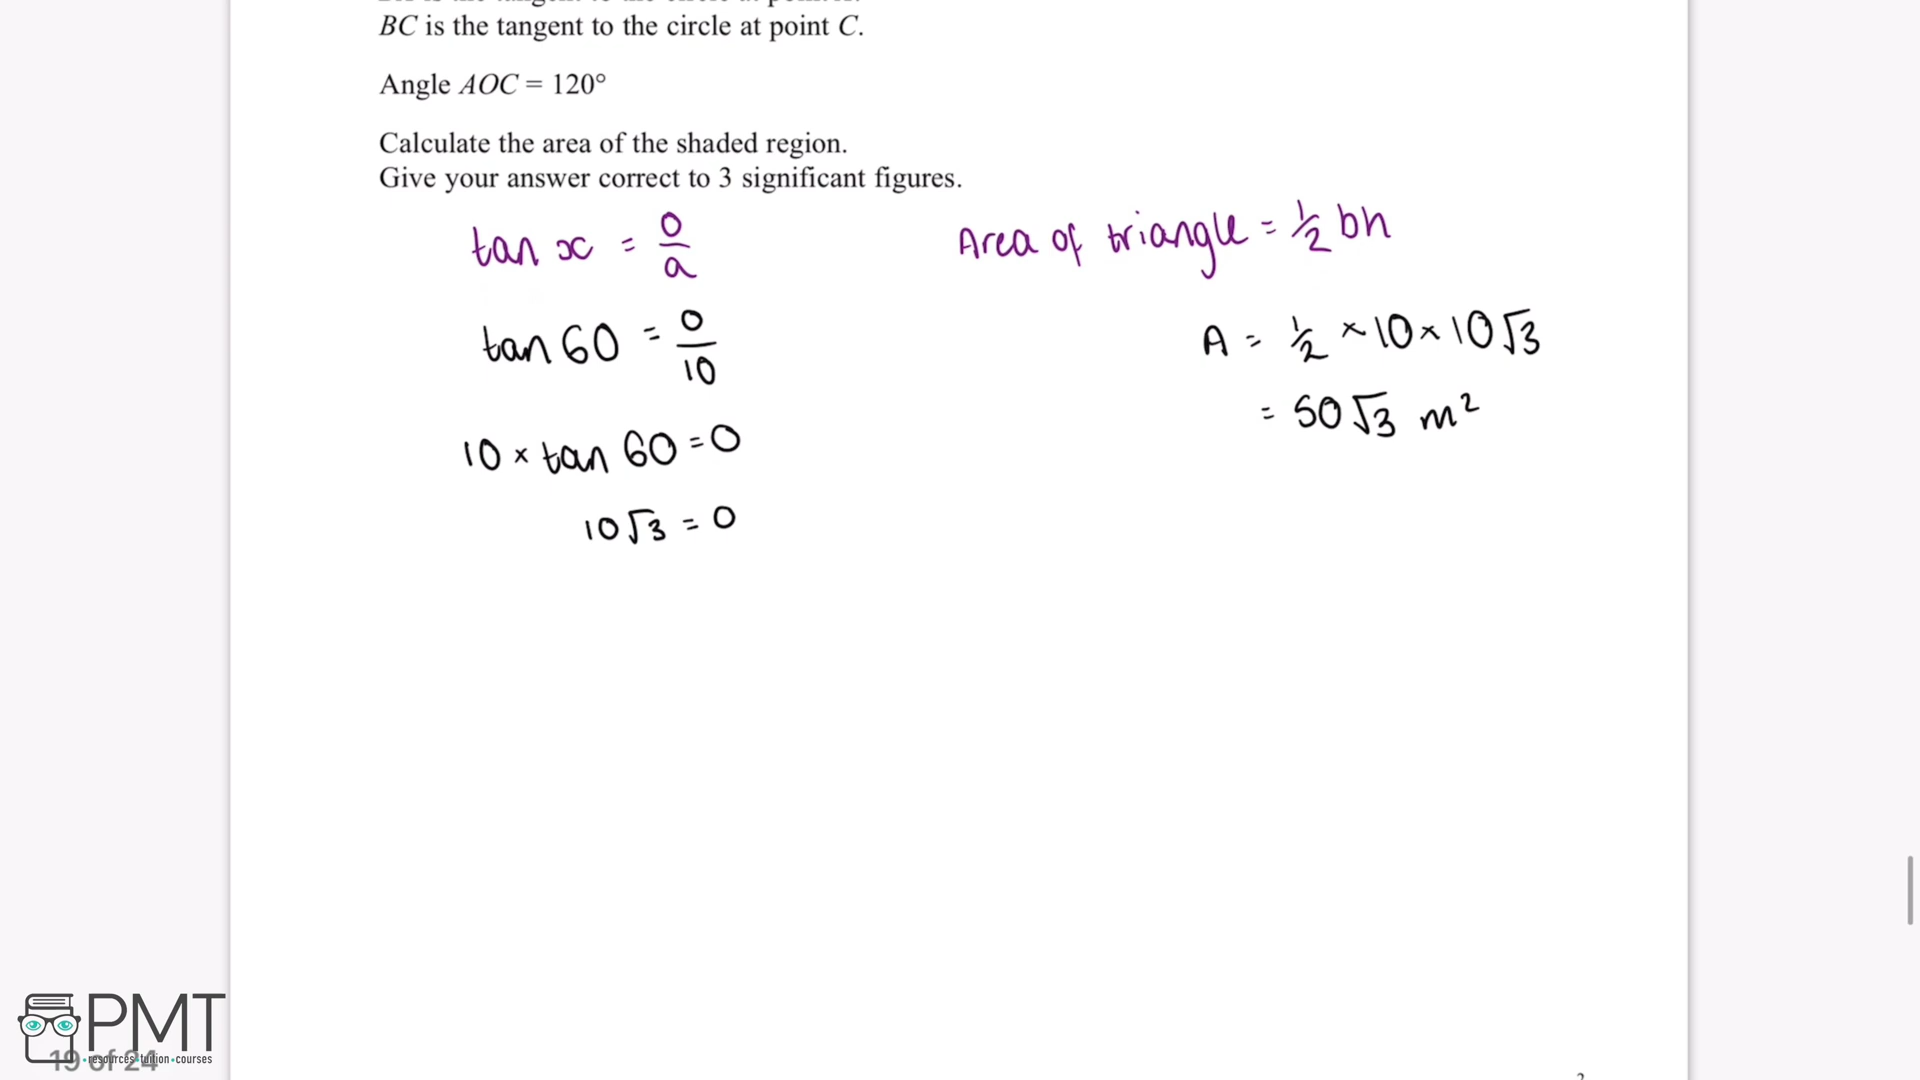 BC is the tangent to the circle at point C.
Angle AOC = 120°
Calculate the area of the shaded region.
Give your answer correct to 3 significant figures.
tan x = o/a
tan 60 = o/10
10 × tan 60 = o
10√3 = o
Area of triangle = ½ bh
A = ½ × 10 × 10√3
= 50√3 m²
PMT
resources•tuition•courses
19 of 24